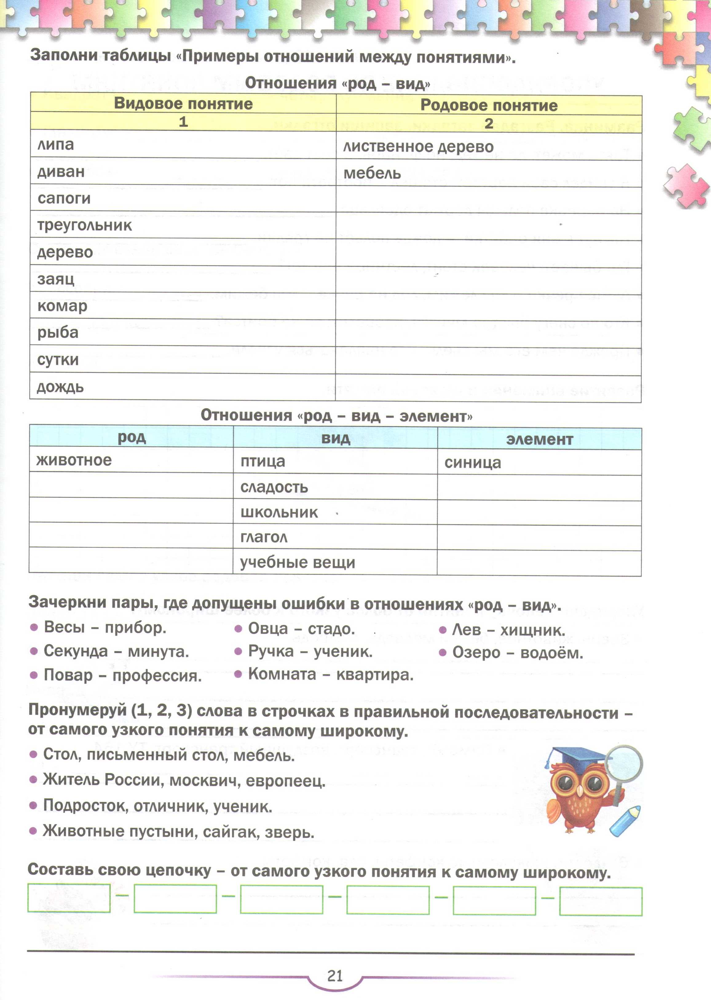 Заполни таблицы «Примеры отношений между понятиями».
Отношения «род – вид»
Видовое понятие Родовое понятие
1 2
липа лиственное дерево
диван мебель
сапоги
треугольник
дерево
заяц
комар
рыба
сутки
дождь
Отношения «род – вид – элемент»
род вид элемент
животное птица синица
сладость
школьник
глагол
учебные вещи
Зачеркни пары, где допущены ошибки в отношениях «род – вид».
• Весы – прибор. • Овца – стадо. • Лев – хищник.
• Секунда – минута. • Ручка – ученик. • Озеро – водоём.
• Повар – профессия. • Комната – квартира.
Пронумеруй (1, 2, 3) слова в строчках в правильной последовательности –
от самого узкого понятия к самому широкому.
• Стол, письменный стол, мебель.
• Житель России, москвич, европеец.
• Подросток, отличник, ученик.
• Животные пустыни, сайгак, зверь.
Составь свою цепочку – от самого узкого понятия к самому широкому.
– – – – –
21